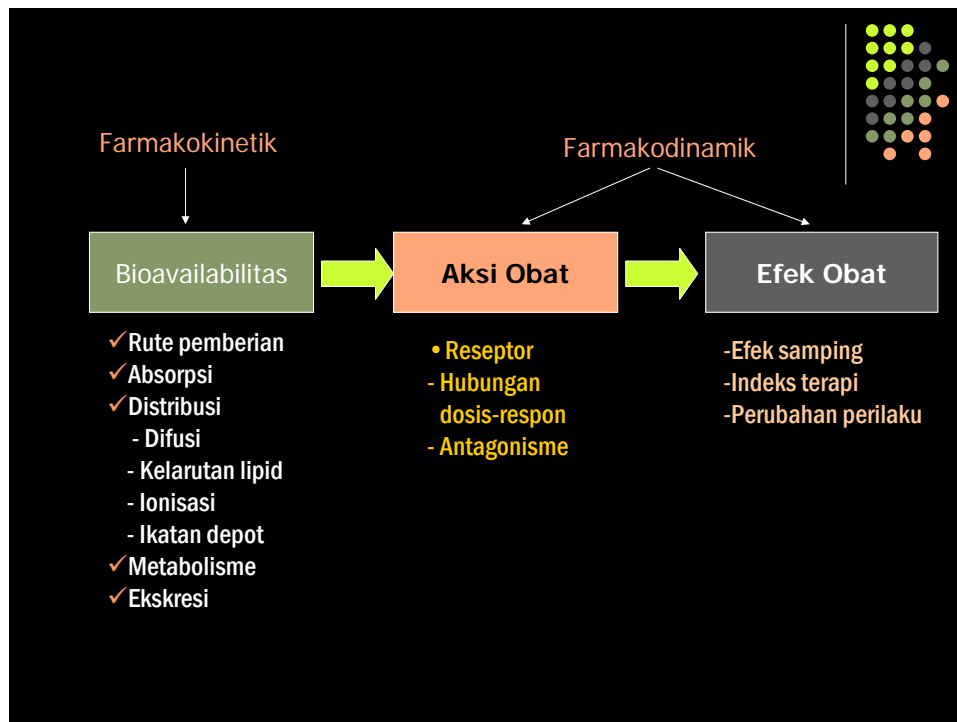 Farmakokinetik
Farmakodinamik
Bioavailabilitas
Aksi Obat
Efek Obat
✓Rute pemberian
✓Absorpsi
✓Distribusi
- Difusi
- Kelarutan lipid
- Ionisasi
- Ikatan depot
✓Metabolisme
✓Ekskresi
•Reseptor
- Hubungan
dosis-respon
- Antagonisme
-Efek samping
-Indeks terapi
-Perubahan perilaku